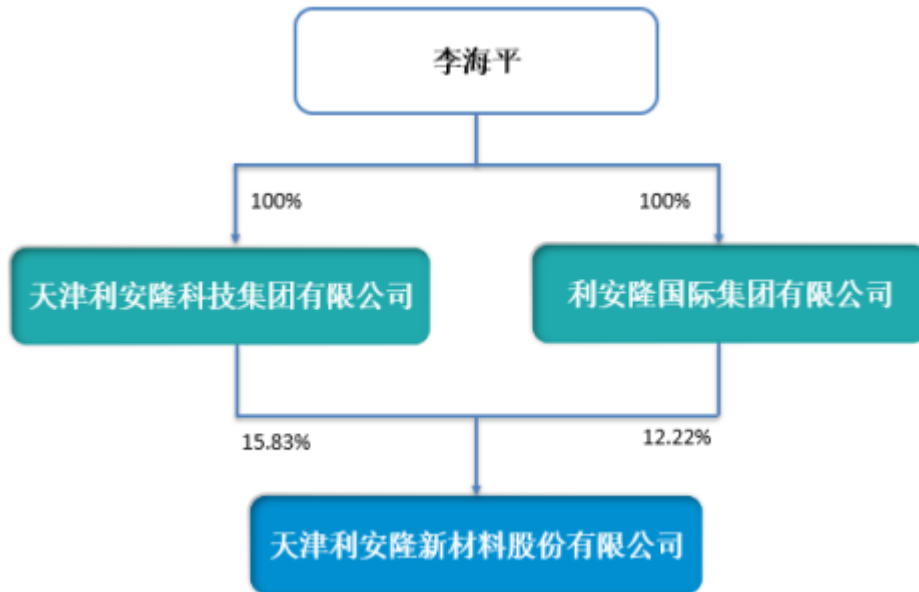 李海平
100%
100%
天津利安隆科技集团有限公司
利安隆国际集团有限公司
15.83%
12.22%
天津利安隆新材料股份有限公司